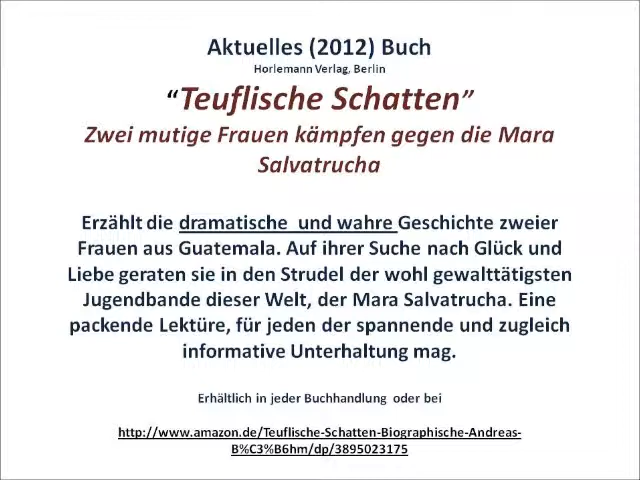 Aktuelles (2012) Buch
Horlemann Verlag, Berlin
“Teuflische Schatten”
Zwei mutige Frauen kämpfen gegen die Mara
Salvatrucha
Erzählt die dramatische und wahre Geschichte zweier
Frauen aus Guatemala. Auf ihrer Suche nach Glück und
Liebe geraten sie in den Strudel der wohl gewalttätigsten
Jugendbande dieser Welt, der Mara Salvatrucha. Eine
packende Lektüre, für jeden der spannende und zugleich
informative Unterhaltung mag.
Erhältlich in jeder Buchhandlung oder bei
http://www.amazon.de/Teuflische-Schatten-Biographische-Andreas-
B%C3%B6hm/dp/3895023175